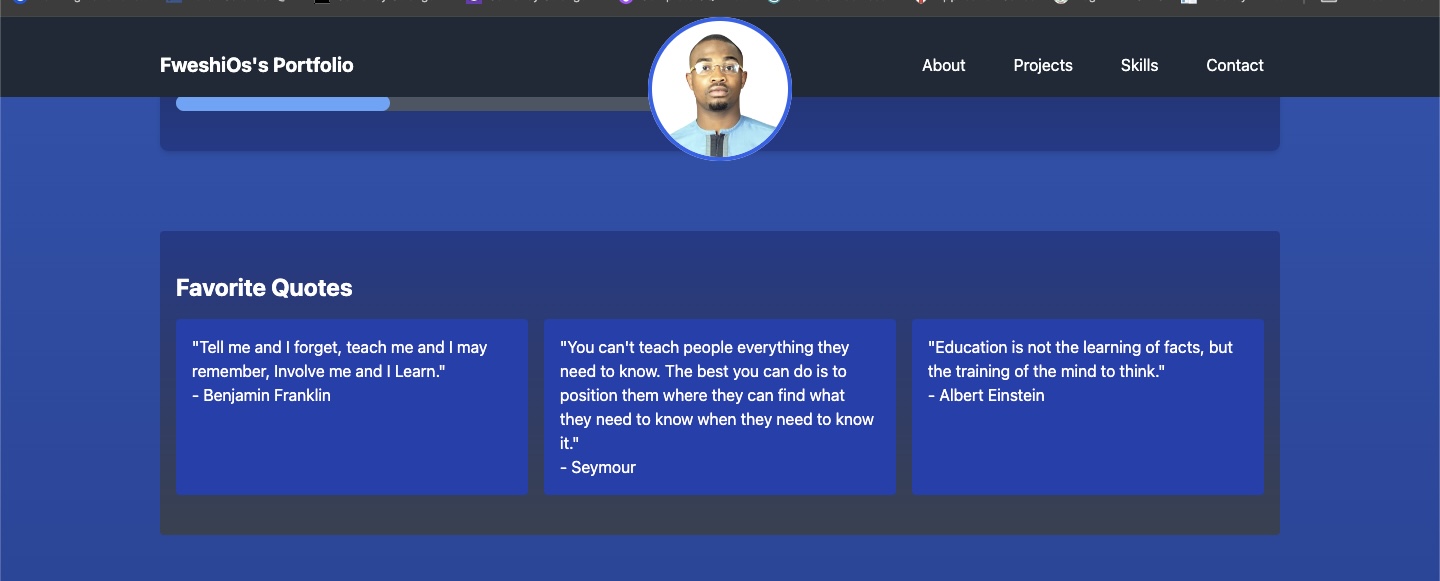 FweshiOs's Portfolio
About
Projects
Skills
Contact
Favorite Quotes
"Tell me and I forget, teach me and I may
remember, Involve me and I Learn."
- Benjamin Franklin
"You can't teach people everything they
need to know. The best you can do is to
position them where they can find what
they need to know when they need to know
it."
- Seymour
"Education is not the learning of facts, but
the training of the mind to think."
- Albert Einstein